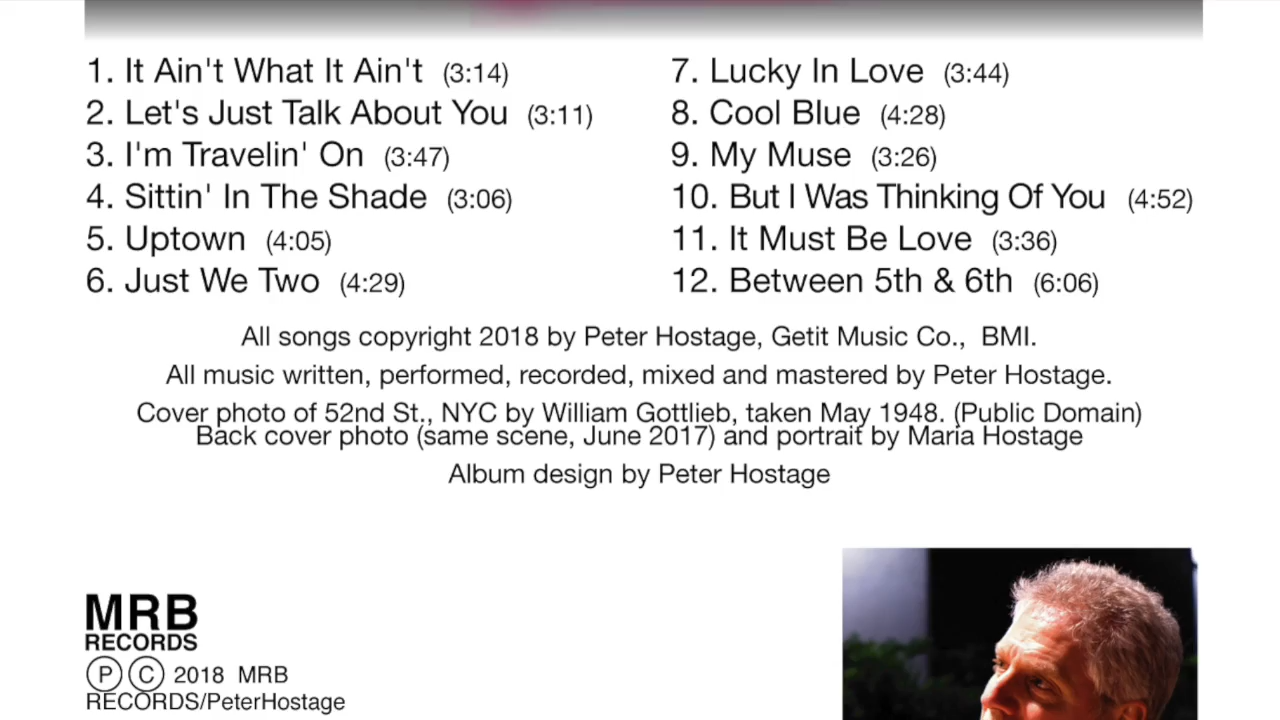 1. It Ain't What It Ain't (3:14)
2. Let's Just Talk About You (3:11)
3. I'm Travelin' On (3:47)
4. Sittin' In The Shade (3:06)
5. Uptown (4:05)
6. Just We Two (4:29)
7. Lucky In Love (3:44)
8. Cool Blue (4:28)
9. My Muse (3:26)
10. But I Was Thinking Of You (4:52)
11. It Must Be Love (3:36)
12. Between 5th & 6th (6:06)
All songs copyright 2018 by Peter Hostage, Getit Music Co., BMI.
All music written, performed, recorded, mixed and mastered by Peter Hostage.
Cover photo of 52nd St., NYC by William Gottlieb, taken May 1948. (Public Domain)
Back cover photo (same scene, June 2017) and portrait by Maria Hostage
Album design by Peter Hostage
MRB
RECORDS
Ⓟ Ⓒ 2018 MRB
RECORDS/PeterHostage